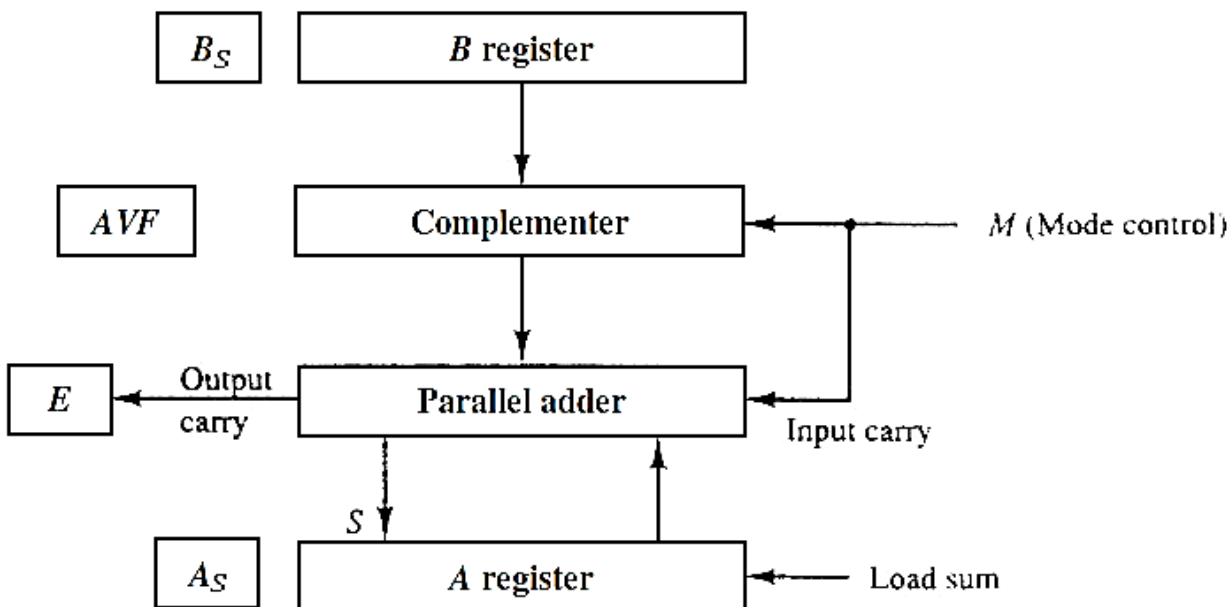 B_S
B register
AVF
Complementer
M (Mode control)
E
Output
carry
Parallel adder
Input carry
S
A_S
A register
Load sum